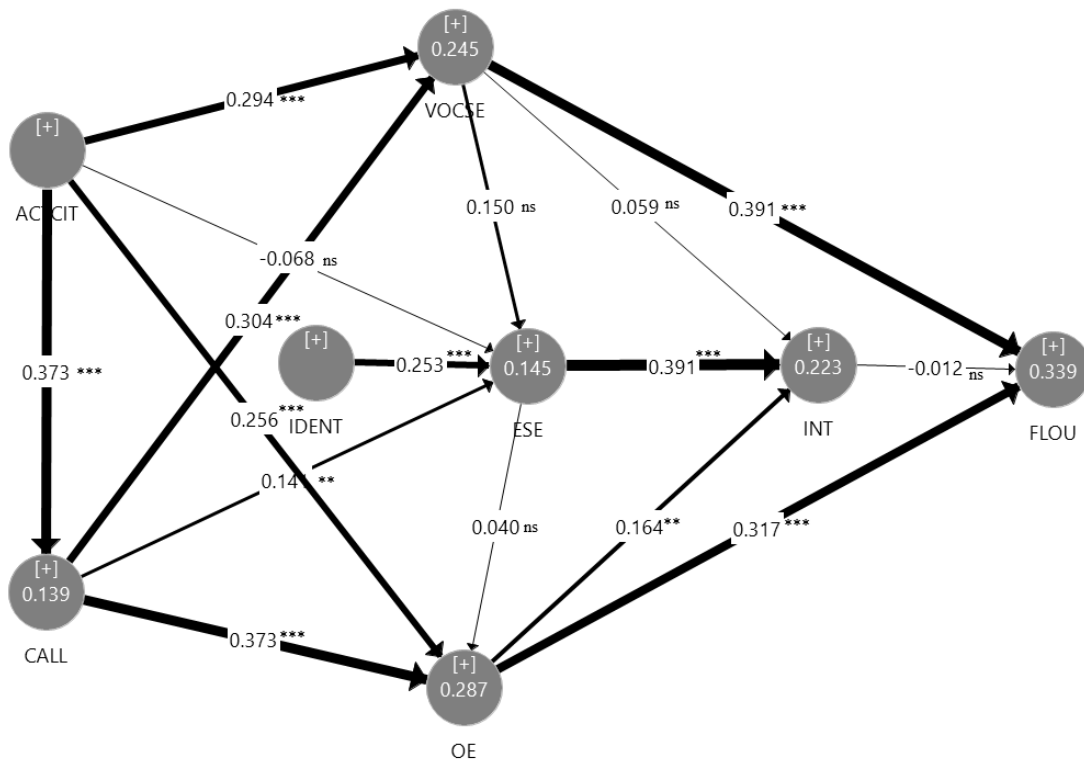 [+]
0.245
VOCSE
0.294 ***
[+]
ACTCIT
0.150 ns
0.059 ns
0.391 ***
-0.068 ns
0.304 ***
0.373 ***
[+]
IDENT
0.253 ***
[+]
0.145
ESE
0.391 ***
[+]
0.223
INT
-0.012 ns
[+]
0.339
FLOU
0.256 ***
0.141 **
0.040 ns
0.164 **
0.317 ***
[+]
0.139
CALL
0.373 ***
[+]
0.287
OE